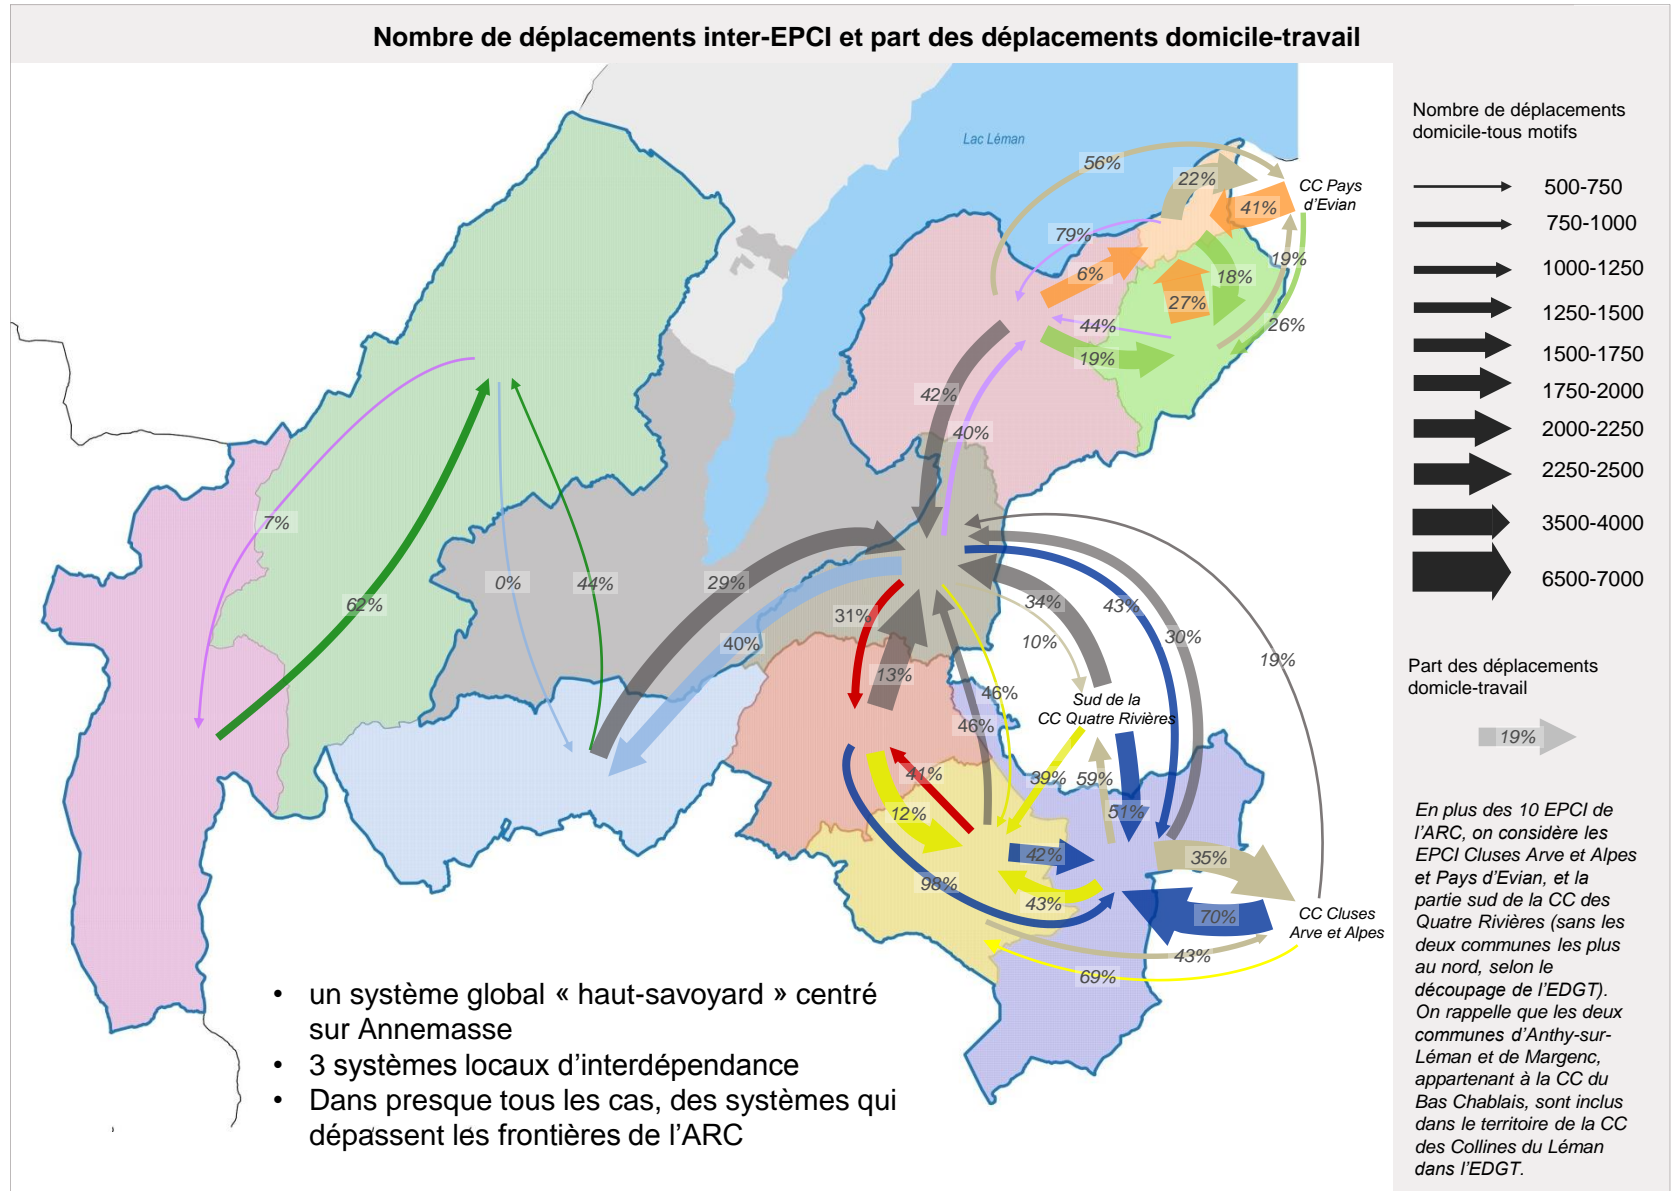 Nombre de déplacements inter-EPCI et part des déplacements domicile-travail
Lac Léman
56%
22%
CC Pays
d'Evian
41%
79%
6%
19%
18%
27%
26%
44%
19%
42%
40%
7%
0%
44%
29%
62%
34%
43%
30%
31%
40%
10%
19%
13%
46%
46%
Sud de la
CC Quatre Rivières
41%
39%
59%
12%
51%
42%
35%
98%
43%
70%
CC Cluses
Arve et Alpes
43%
69%
• un système global « haut-savoyard » centré
sur Annemasse
• 3 systèmes locaux d'interdépendance
• Dans presque tous les cas, des systèmes qui
dépassent les frontières de l'ARC
Nombre de déplacements
domicile-tous motifs
500-750
750-1000
1000-1250
1250-1500
1500-1750
1750-2000
2000-2250
2250-2500
3500-4000
6500-7000
Part des déplacements
domicle-travail
19%
En plus des 10 EPCI de
l'ARC, on considère les
EPCI Cluses Arve et Alpes
et Pays d'Evian, et la
partie sud de la CC des
Quatre Rivières (sans les
deux communes les plus
au nord, selon le
découpage de l'EDGT).
On rappelle que les deux
communes d'Anthy-sur-
Léman et de Margenc,
appartenant à la CC du
Bas Chablais, sont inclus
dans le territoire de la CC
des Collines du Léman
dans l'EDGT.